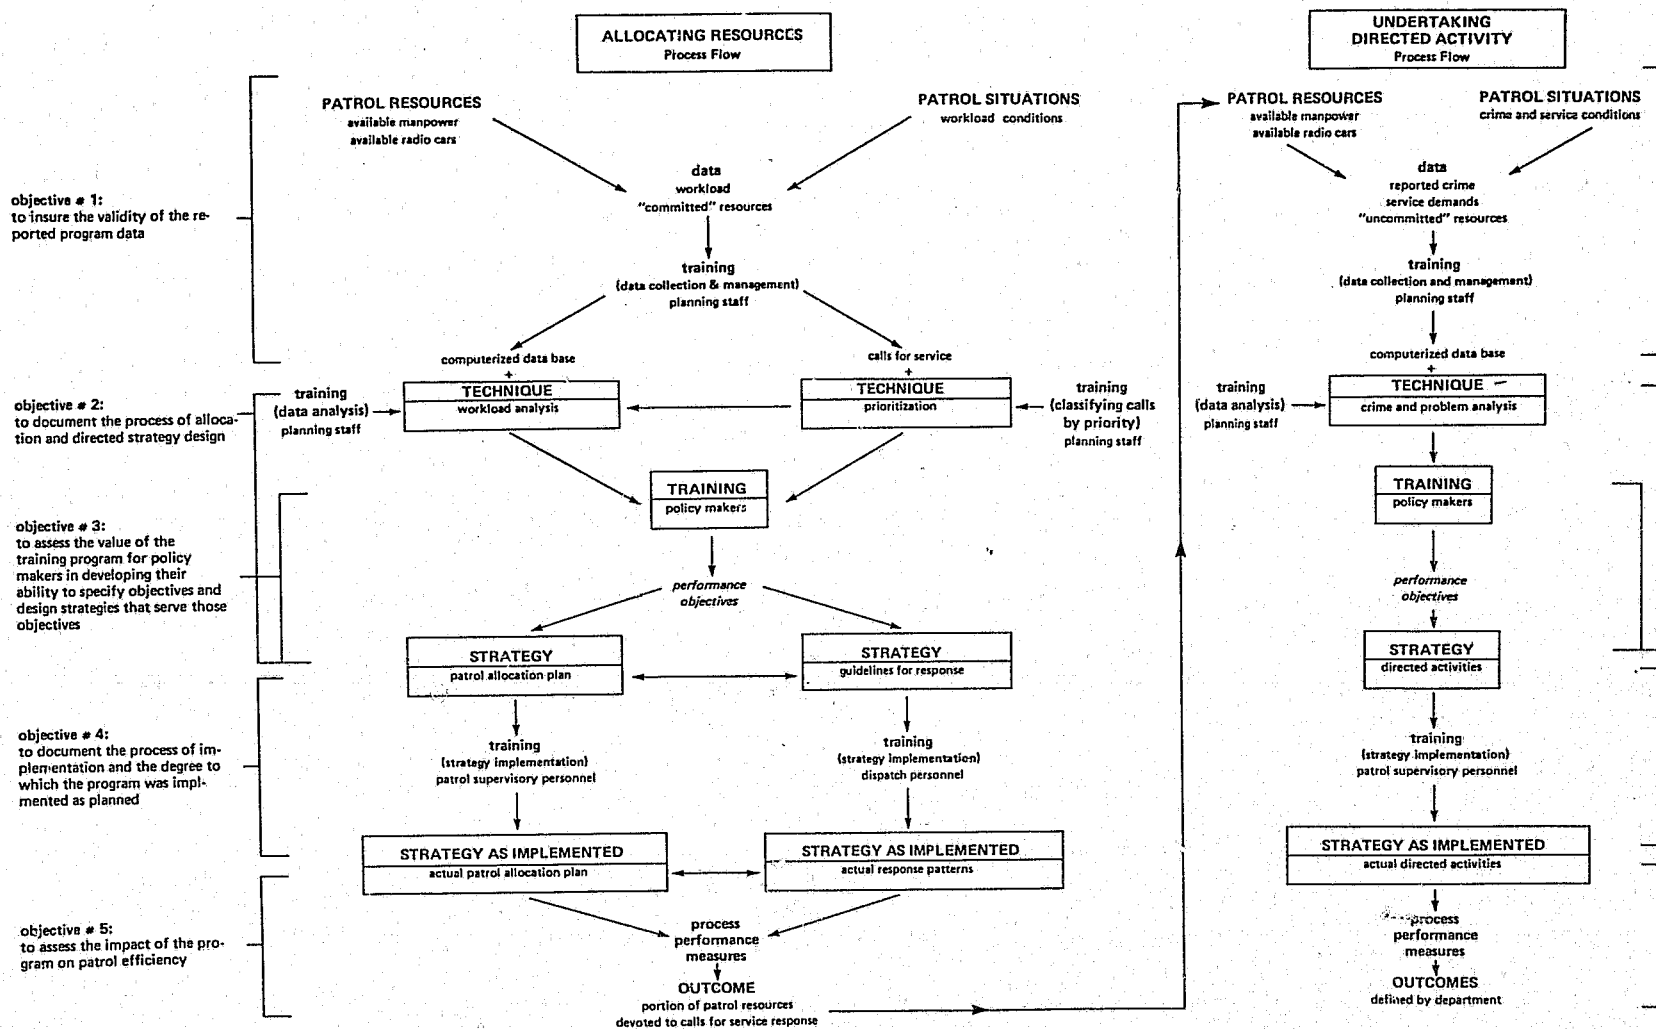 ALLOCATING RESOURCES
Process Flow
UNDERTAKING
DIRECTED ACTIVITY
Process Flow
objective # 1:
to insure the validity of the re-
ported program data
objective # 2:
to document the process of alloca-
tion and directed strategy design
objective # 3:
to assess the value of the
training program for policy
makers in developing their
ability to specify objectives and
design strategies that serve those
objectives
objective # 4:
to document the process of im-
plementation and the degree to
which the program was impl-
mented as planned
objective # 5:
to assess the impact of the pro-
gram on patrol efficiency
PATROL RESOURCES
available manpower
available radio cars
PATROL SITUATIONS
workload conditions
data
workload
"committed" resources
training
(data collection & management)
planning staff
computerized data base
+
TECHNIQUE
workload analysis
calls for service
+
TECHNIQUE
prioritization
training
(data analysis)
planning staff
training
(classifying calls
by priority)
planning staff
TRAINING
policy makers
performance
objectives
STRATEGY
patrol allocation plan
STRATEGY
guidelines for response
training
(strategy implementation)
patrol supervisory personnel
training
(strategy implementation)
dispatch personnel
STRATEGY AS IMPLEMENTED
actual patrol allocation plan
STRATEGY AS IMPLEMENTED
actual response patterns
process
performance
measures
OUTCOME
portion of patrol resources
devoted to calls for service response
PATROL RESOURCES
available manpower
available radio cars
PATROL SITUATIONS
crime and service conditions
data
reported crime
service demands
"uncommitted" resources
training
(data collection and management)
planning staff
computerized data base
+
TECHNIQUE
crime and problem analysis
training
(data analysis)
planning staff
TRAINING
policy makers
performance
objectives
STRATEGY
directed activities
training
(strategy implementation)
patrol supervisory personnel
STRATEGY AS IMPLEMENTED
actual directed activities
process
performance
measures
OUTCOMES
defined by department